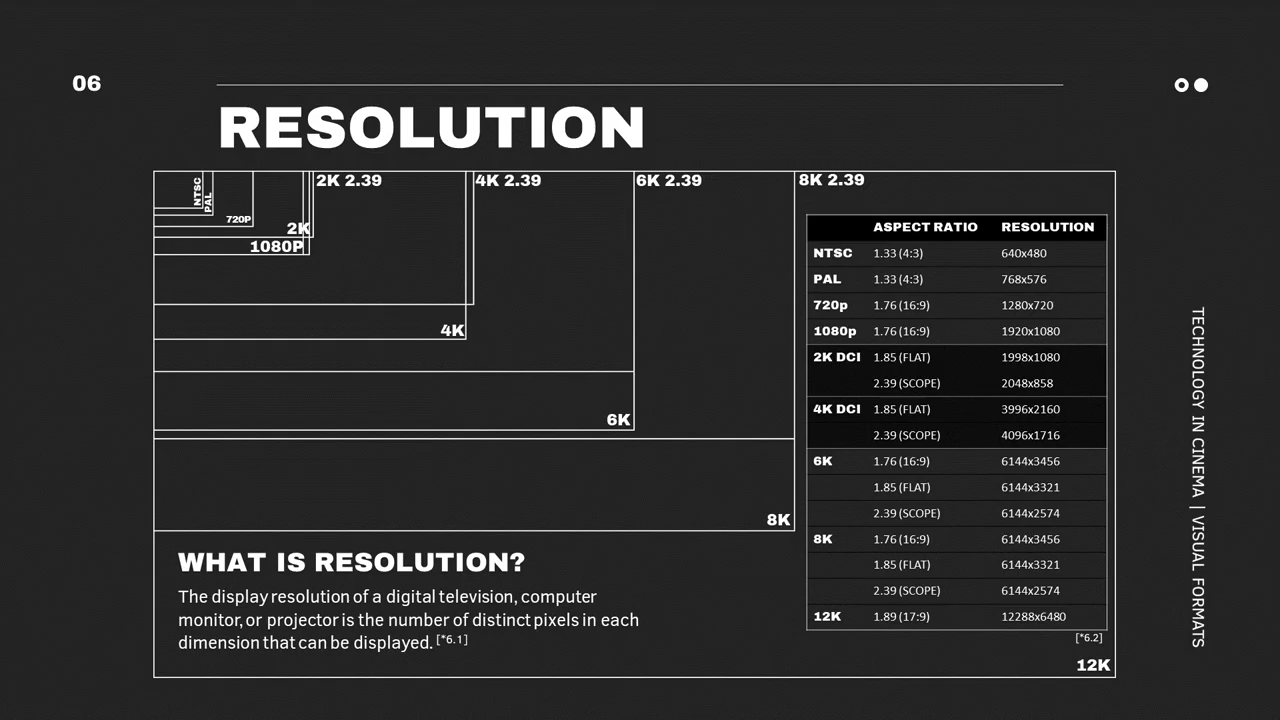 06
RESOLUTION
NTSC
PAL
720P
2K
1080P
2K 2.39
4K 2.39
6K 2.39
8K 2.39
4K
6K
8K
ASPECT RATIO RESOLUTION
NTSC 1.33 (4:3) 640x480
PAL 1.33 (4:3) 768x576
720p 1.76 (16:9) 1280x720
1080p 1.76 (16:9) 1920x1080
2K DCI 1.85 (FLAT) 1998x1080
2.39 (SCOPE) 2048x858
4K DCI 1.85 (FLAT) 3996x2160
2.39 (SCOPE) 4096x1716
6K 1.76 (16:9) 6144x3456
1.85 (FLAT) 6144x3321
2.39 (SCOPE) 6144x2574
8K 1.76 (16:9) 6144x3456
1.85 (FLAT) 6144x3321
2.39 (SCOPE) 6144x2574
12K 1.89 (17:9) 12288x6480
[*6.2]
12K
WHAT IS RESOLUTION?
The display resolution of a digital television, computer
monitor, or projector is the number of distinct pixels in each
dimension that can be displayed. [*6.1]
TECHNOLOGY IN CINEMA | VISUAL FORMATS